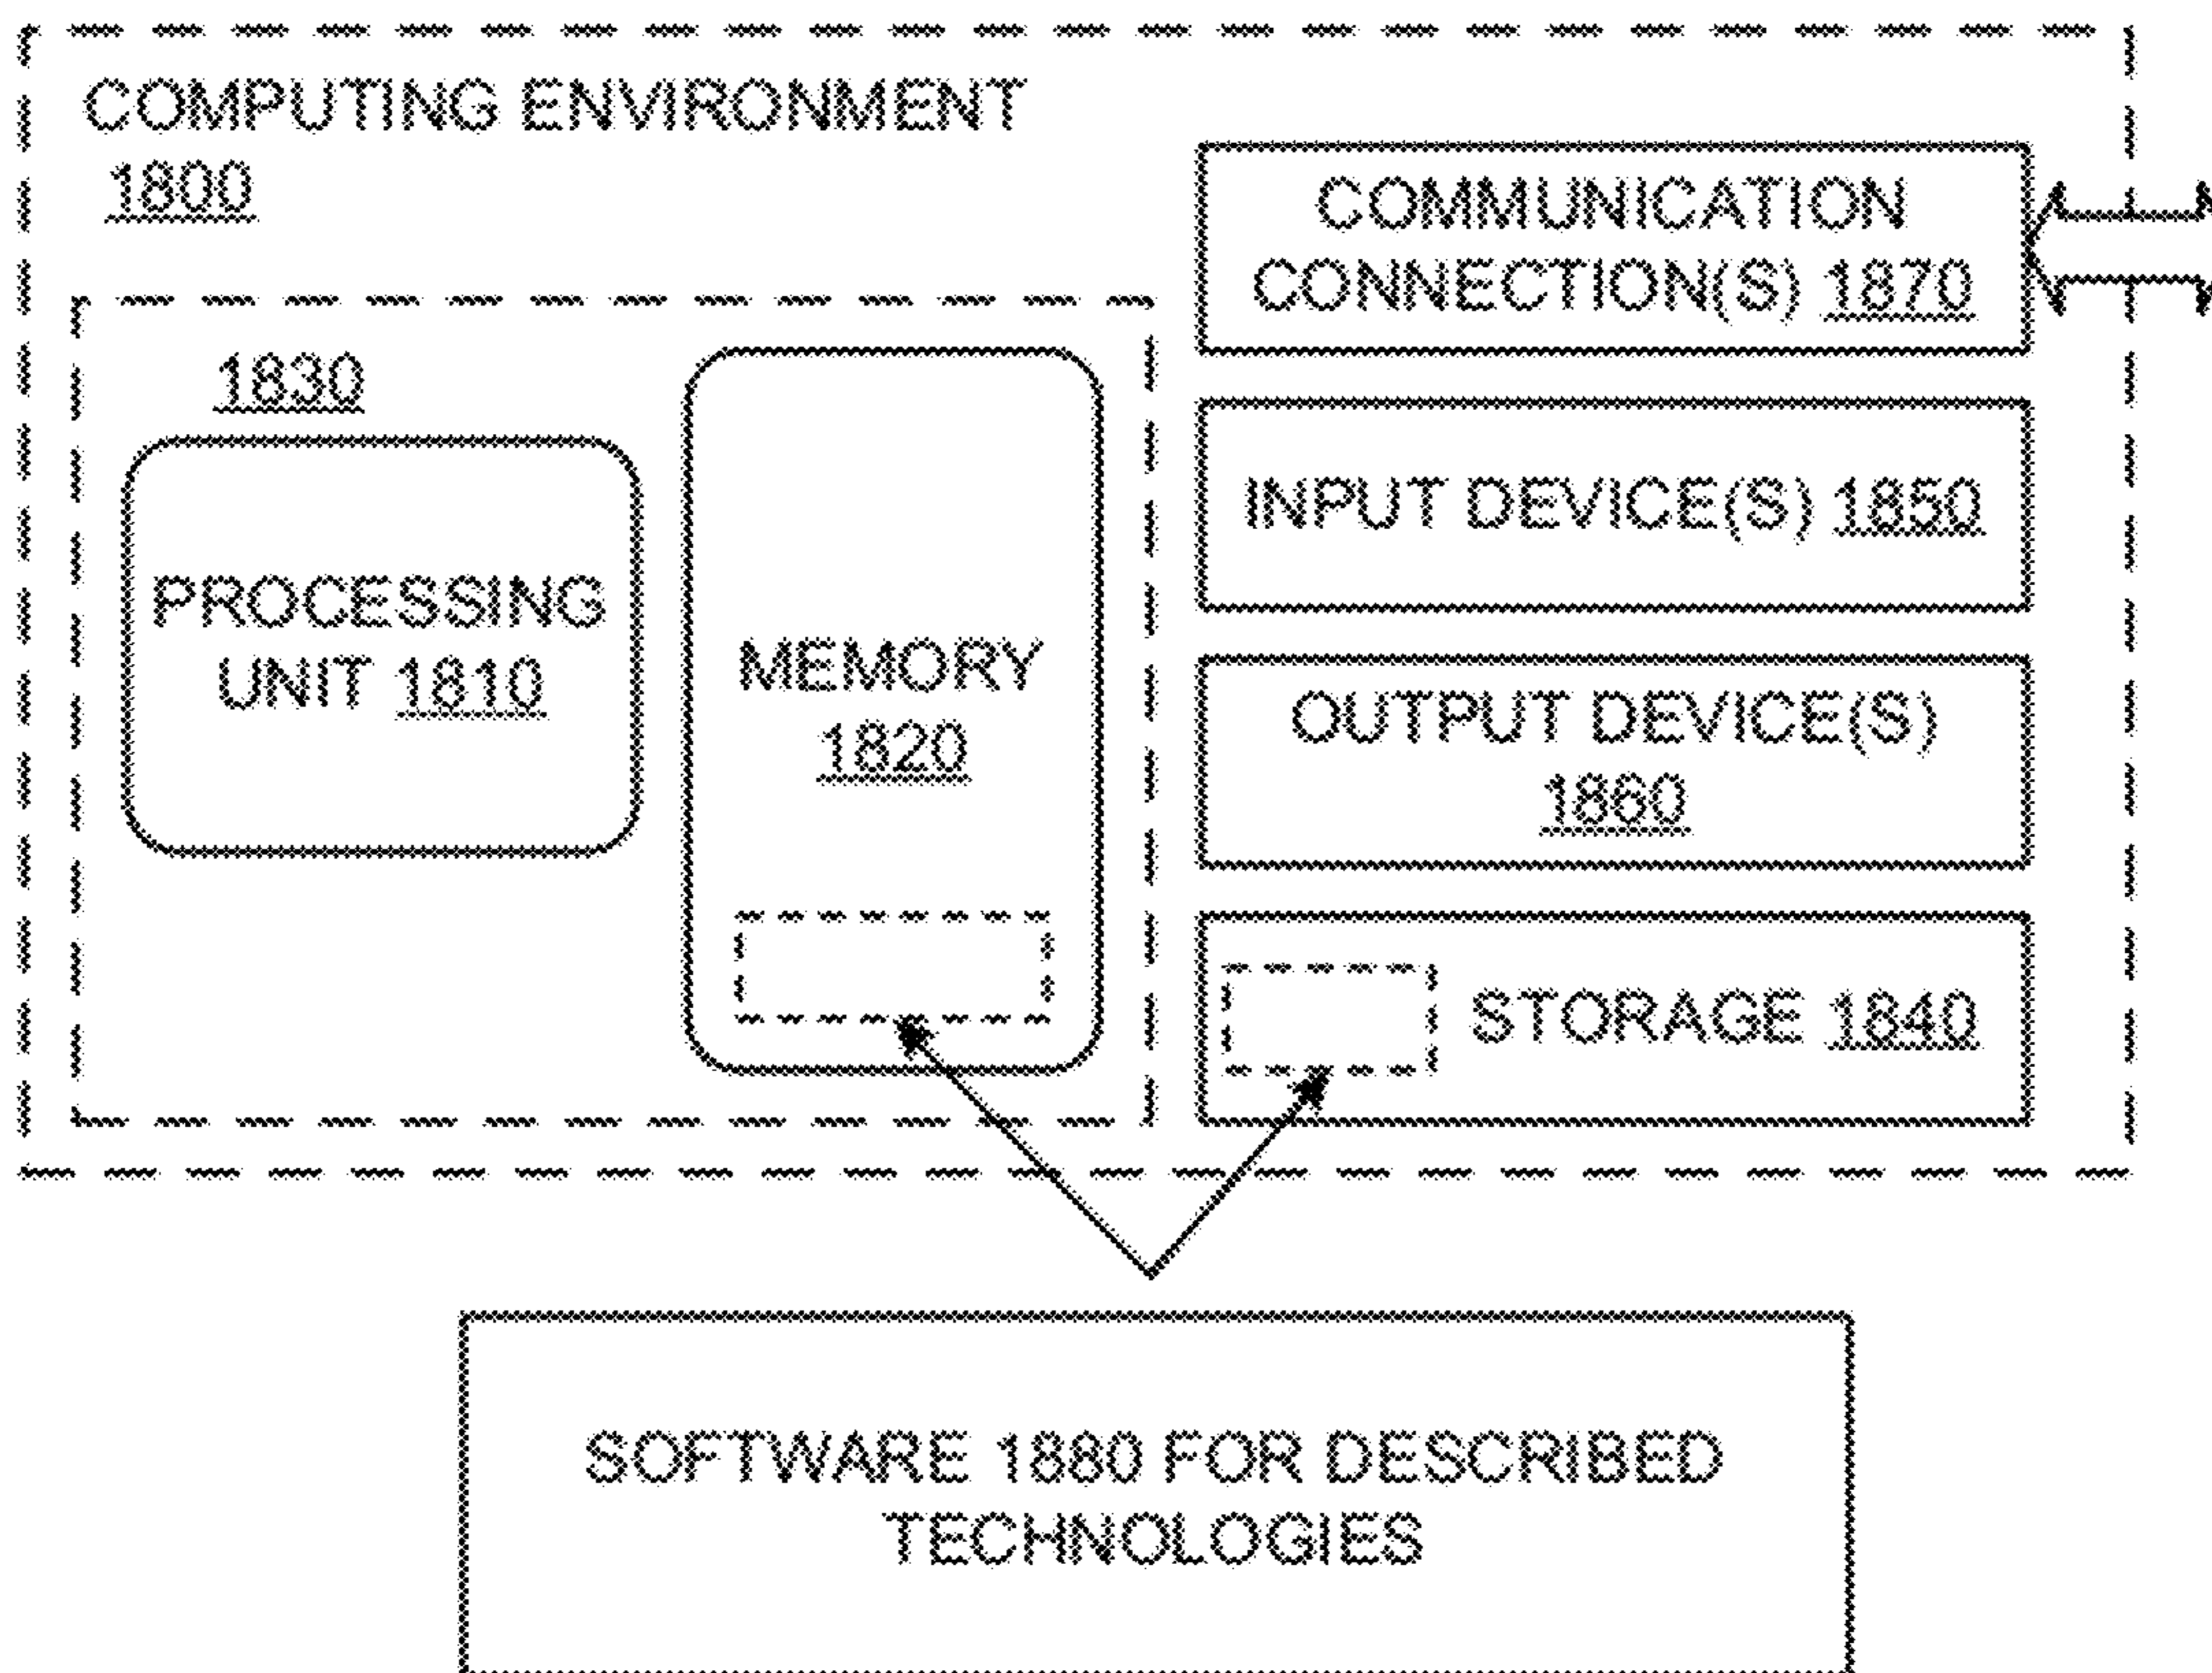 COMPUTING ENVIRONMENT
1800
COMMUNICATION
CONNECTION(S) 1870
1830
PROCESSING
UNIT 1810
MEMORY
1820
INPUT DEVICE(S) 1850
OUTPUT DEVICE(S)
1860
STORAGE 1840
SOFTWARE 1880 FOR DESCRIBED
TECHNOLOGIES